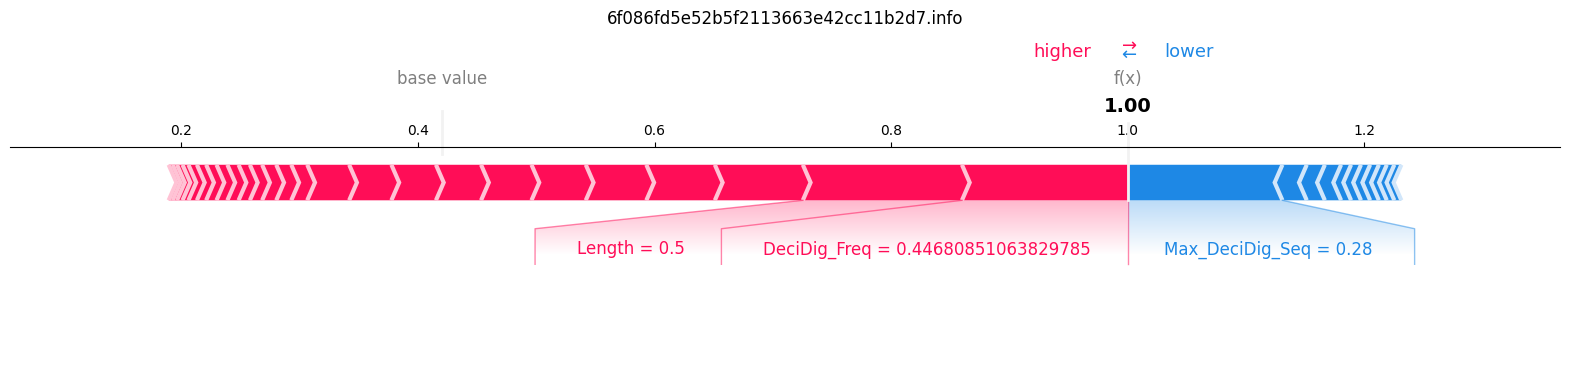 6f086fd5e52b5f2113663e42cc11b2d7.info
higher ⇄ lower
base value f(x)
1.00
0.2 0.4 0.6 0.8 1.0 1.2
Length = 0.5 DeciDig_Freq = 0.44680851063829785 Max_DeciDig_Seq = 0.28